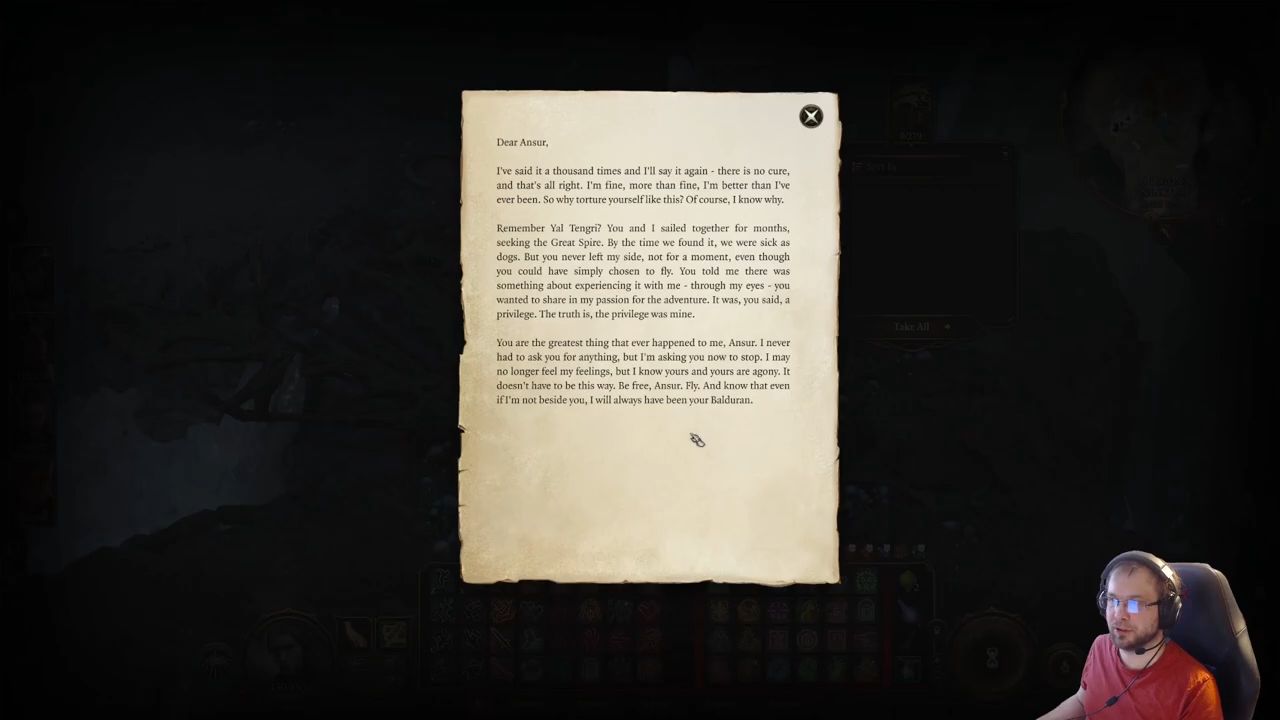 Dear Ansur,
I've said it a thousand times and I'll say it again - there is no cure,
and that's all right. I'm fine, more than fine, I'm better than I've
ever been. So why torture yourself like this? Of course, I know why.
Remember Yal Tengri? You and I sailed together for months,
seeking the Great Spire. By the time we found it, we were sick as
dogs. But you never left my side, not for a moment, even though
you could have simply chosen to fly. You told me there was
something about experiencing it with me - through my eyes - you
wanted to share in my passion for the adventure. It was, you said, a
privilege. The truth is, the privilege was mine.
You are the greatest thing that ever happened to me, Ansur. I never
had to ask you for anything, but I'm asking you now to stop. I may
no longer feel my feelings, but I know yours and yours are agony. It
doesn't have to be this way. Be free, Ansur. Fly. And know that even
if I'm not beside you, I will always have been your Balduran.
Sort By
Take All